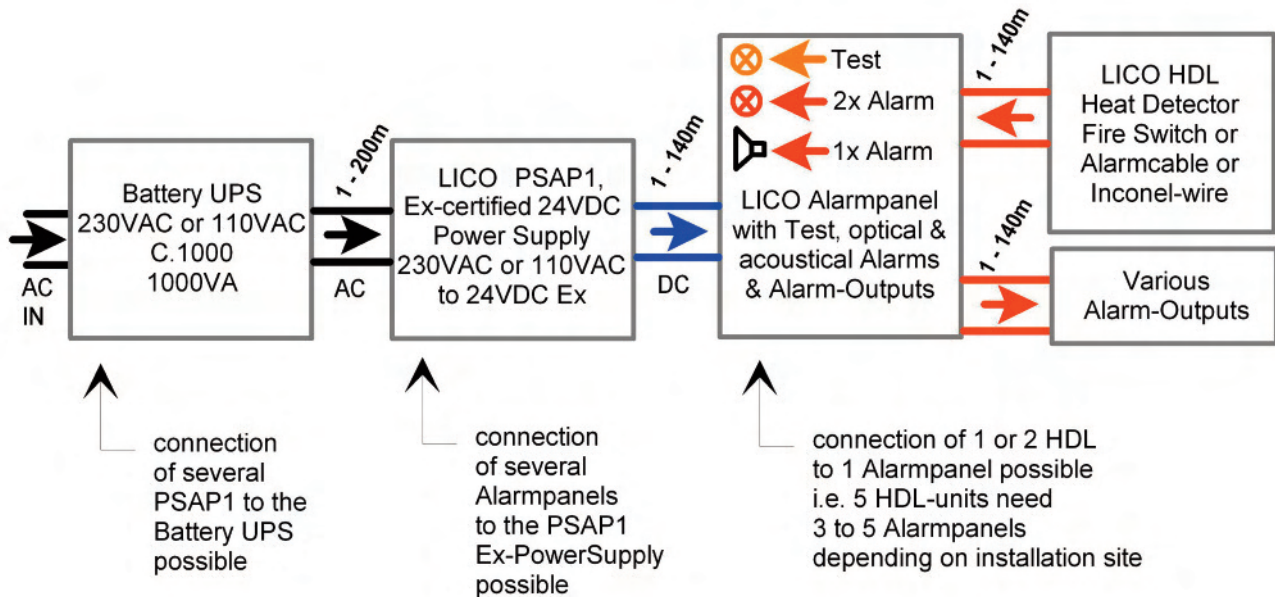 AC
IN
Battery UPS
230VAC or 110VAC
C.1000
1000VA
1 - 200m
AC
LICO PSAP1,
Ex-certified 24VDC
Power Supply
230VAC or 110VAC
to 24VDC Ex
1 - 140m
DC
Test
2x Alarm
1x Alarm
LICO Alarmpanel
with Test, optical &
acoustical Alarms
& Alarm-Outputs
1 - 140m
LICO HDL
Heat Detector
Fire Switch or
Alarmcable or
Inconel-wire
1 - 140m
Various
Alarm-Outputs
connection
of several
PSAP1 to the
Battery UPS
possible
connection
of several
Alarmpanels
to the PSAP1
Ex-PowerSupply
possible
connection of 1 or 2 HDL
to 1 Alarmpanel possible
i.e. 5 HDL-units need
3 to 5 Alarmpanels
depending on installation site